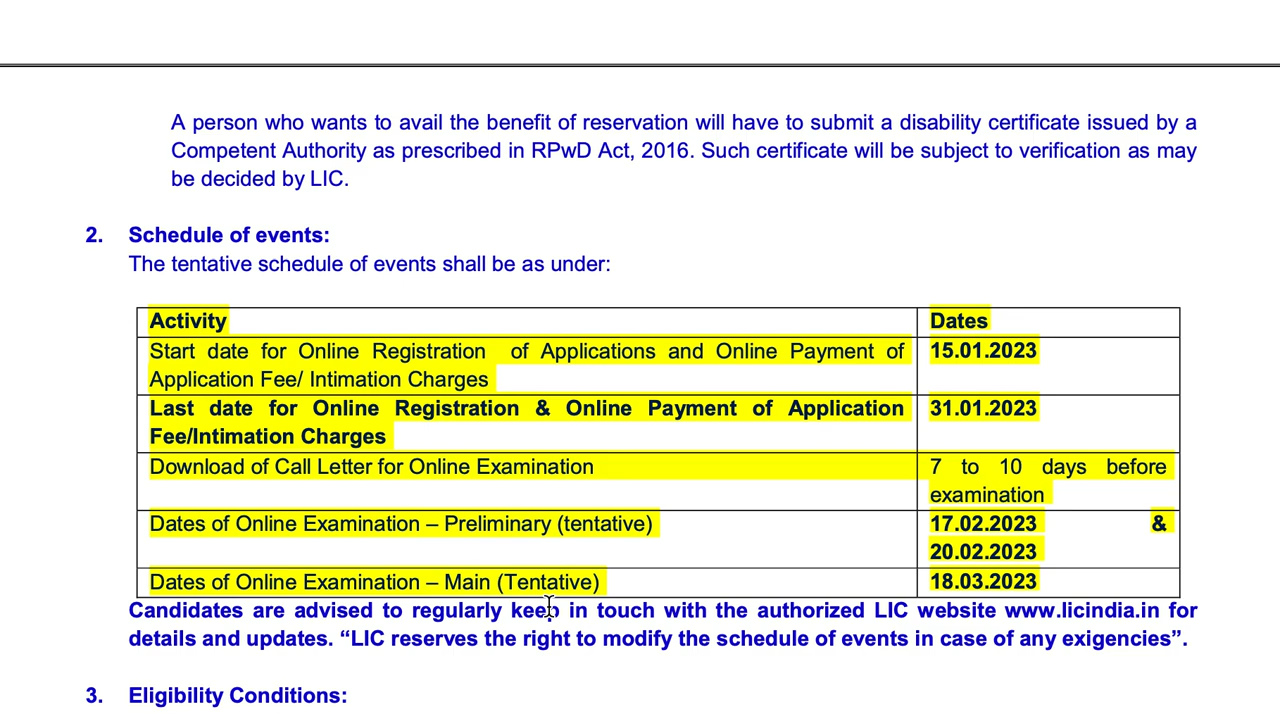 A person who wants to avail the benefit of reservation will have to submit a disability certificate issued by a
Competent Authority as prescribed in RPwD Act, 2016. Such certificate will be subject to verification as may
be decided by LIC.
2. Schedule of events:
The tentative schedule of events shall be as under:
Activity Dates
Start date for Online Registration of Applications and Online Payment of 15.01.2023
Application Fee/ Intimation Charges
Last date for Online Registration & Online Payment of Application 31.01.2023
Fee/Intimation Charges
Download of Call Letter for Online Examination 7 to 10 days before
examination
Dates of Online Examination – Preliminary (tentative) 17.02.2023 &
20.02.2023
Dates of Online Examination – Main (Tentative) 18.03.2023
Candidates are advised to regularly keep in touch with the authorized LIC website www.licindia.in for
details and updates. “LIC reserves the right to modify the schedule of events in case of any exigencies”.
3. Eligibility Conditions: